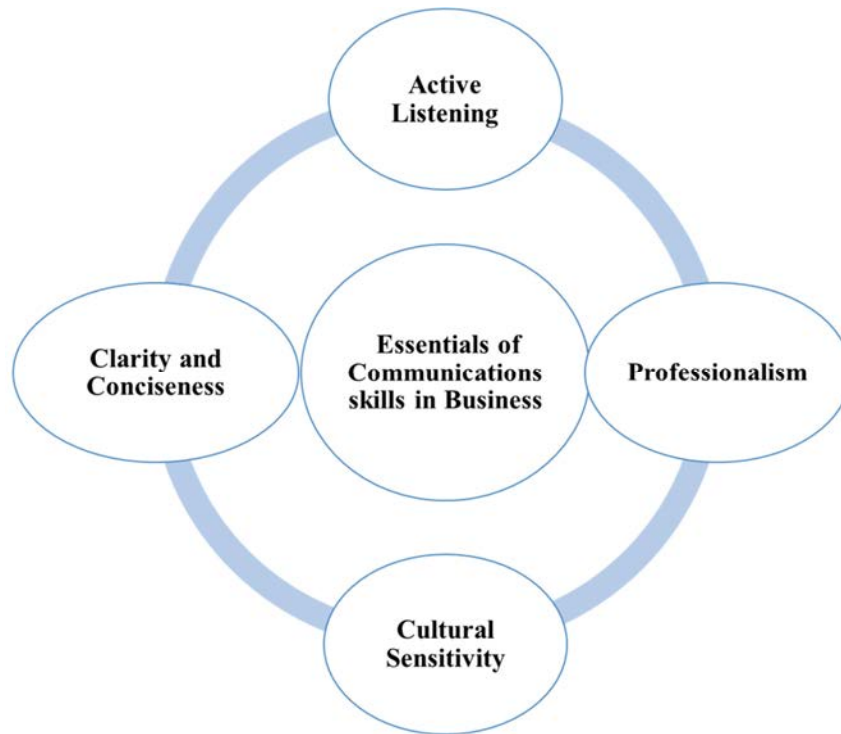 Active
Listening
Clarity and
Conciseness
Essentials of
Communications
skills in Business
Professionalism
Cultural
Sensitivity